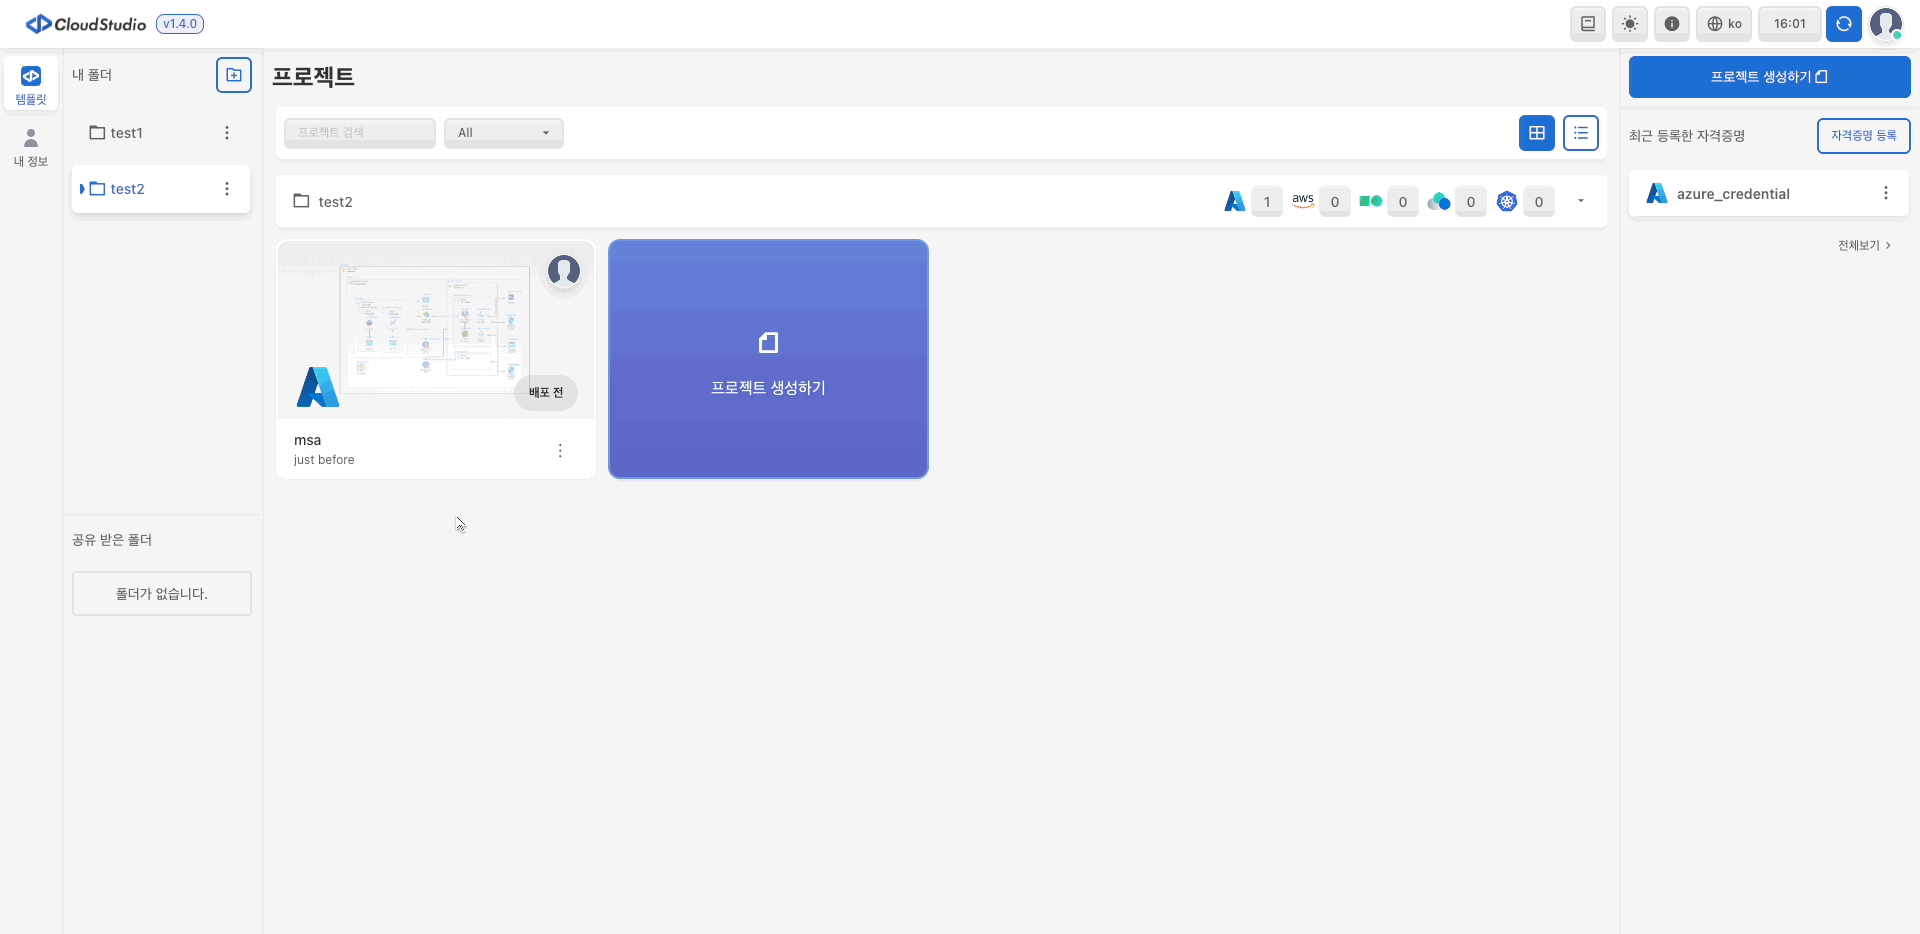 CloudStudio v1.4.0
ko
16:01
템플릿
내 정보
내 폴더
test1
test2
공유 받은 폴더
폴더가 없습니다.
프로젝트
프로젝트 검색
All
test2
1
aws
0
0
0
0
배포 전
msa
just before
프로젝트 생성하기
프로젝트 생성하기
최근 등록한 자격증명
자격증명 등록
azure_credential
전체보기